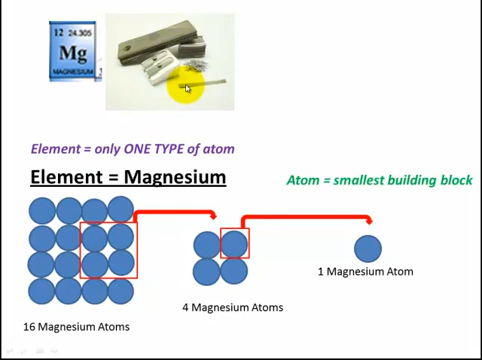 12 24.305
Mg
MAGNESIUM
Element = only ONE TYPE of atom
Element = Magnesium
Atom = smallest building block
1 Magnesium Atom
4 Magnesium Atoms
16 Magnesium Atoms